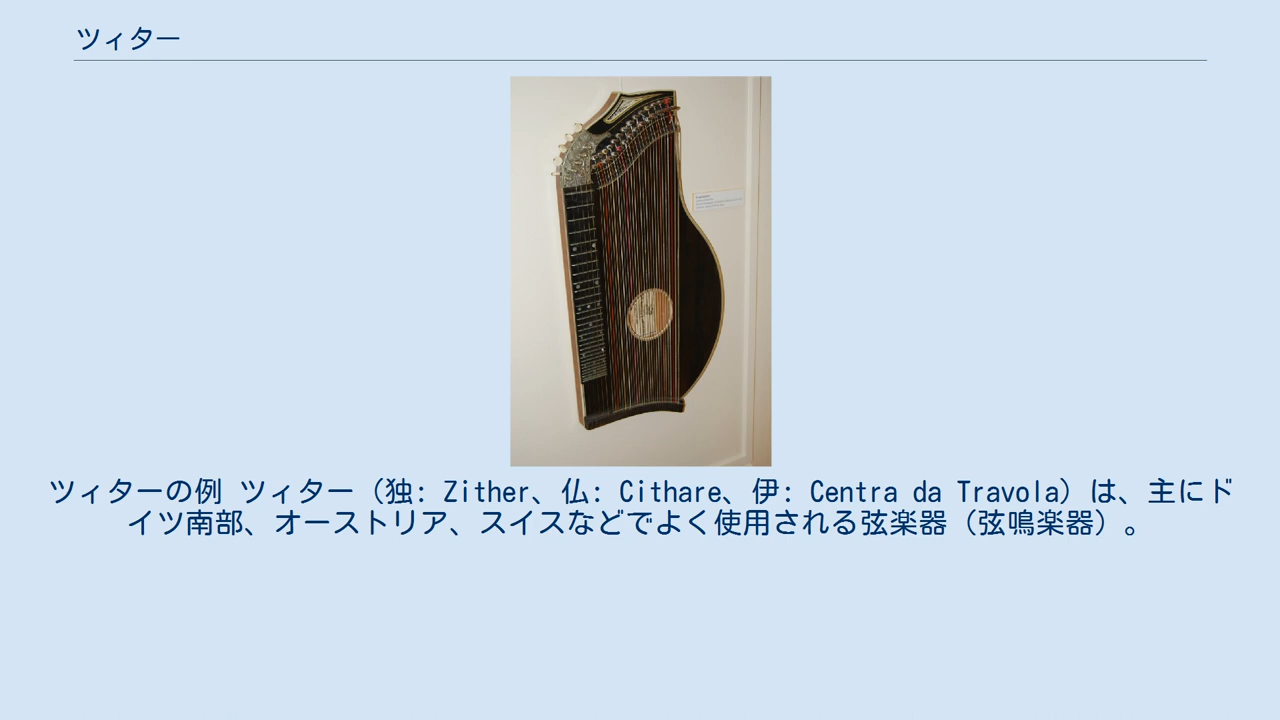 ツィター
ツィターの例 ツィター（独: Zither、仏: Cithare、伊: Centra da Travola）は、主にド
イツ南部、オーストリア、スイスなどでよく使用される弦楽器（弦鳴楽器）。